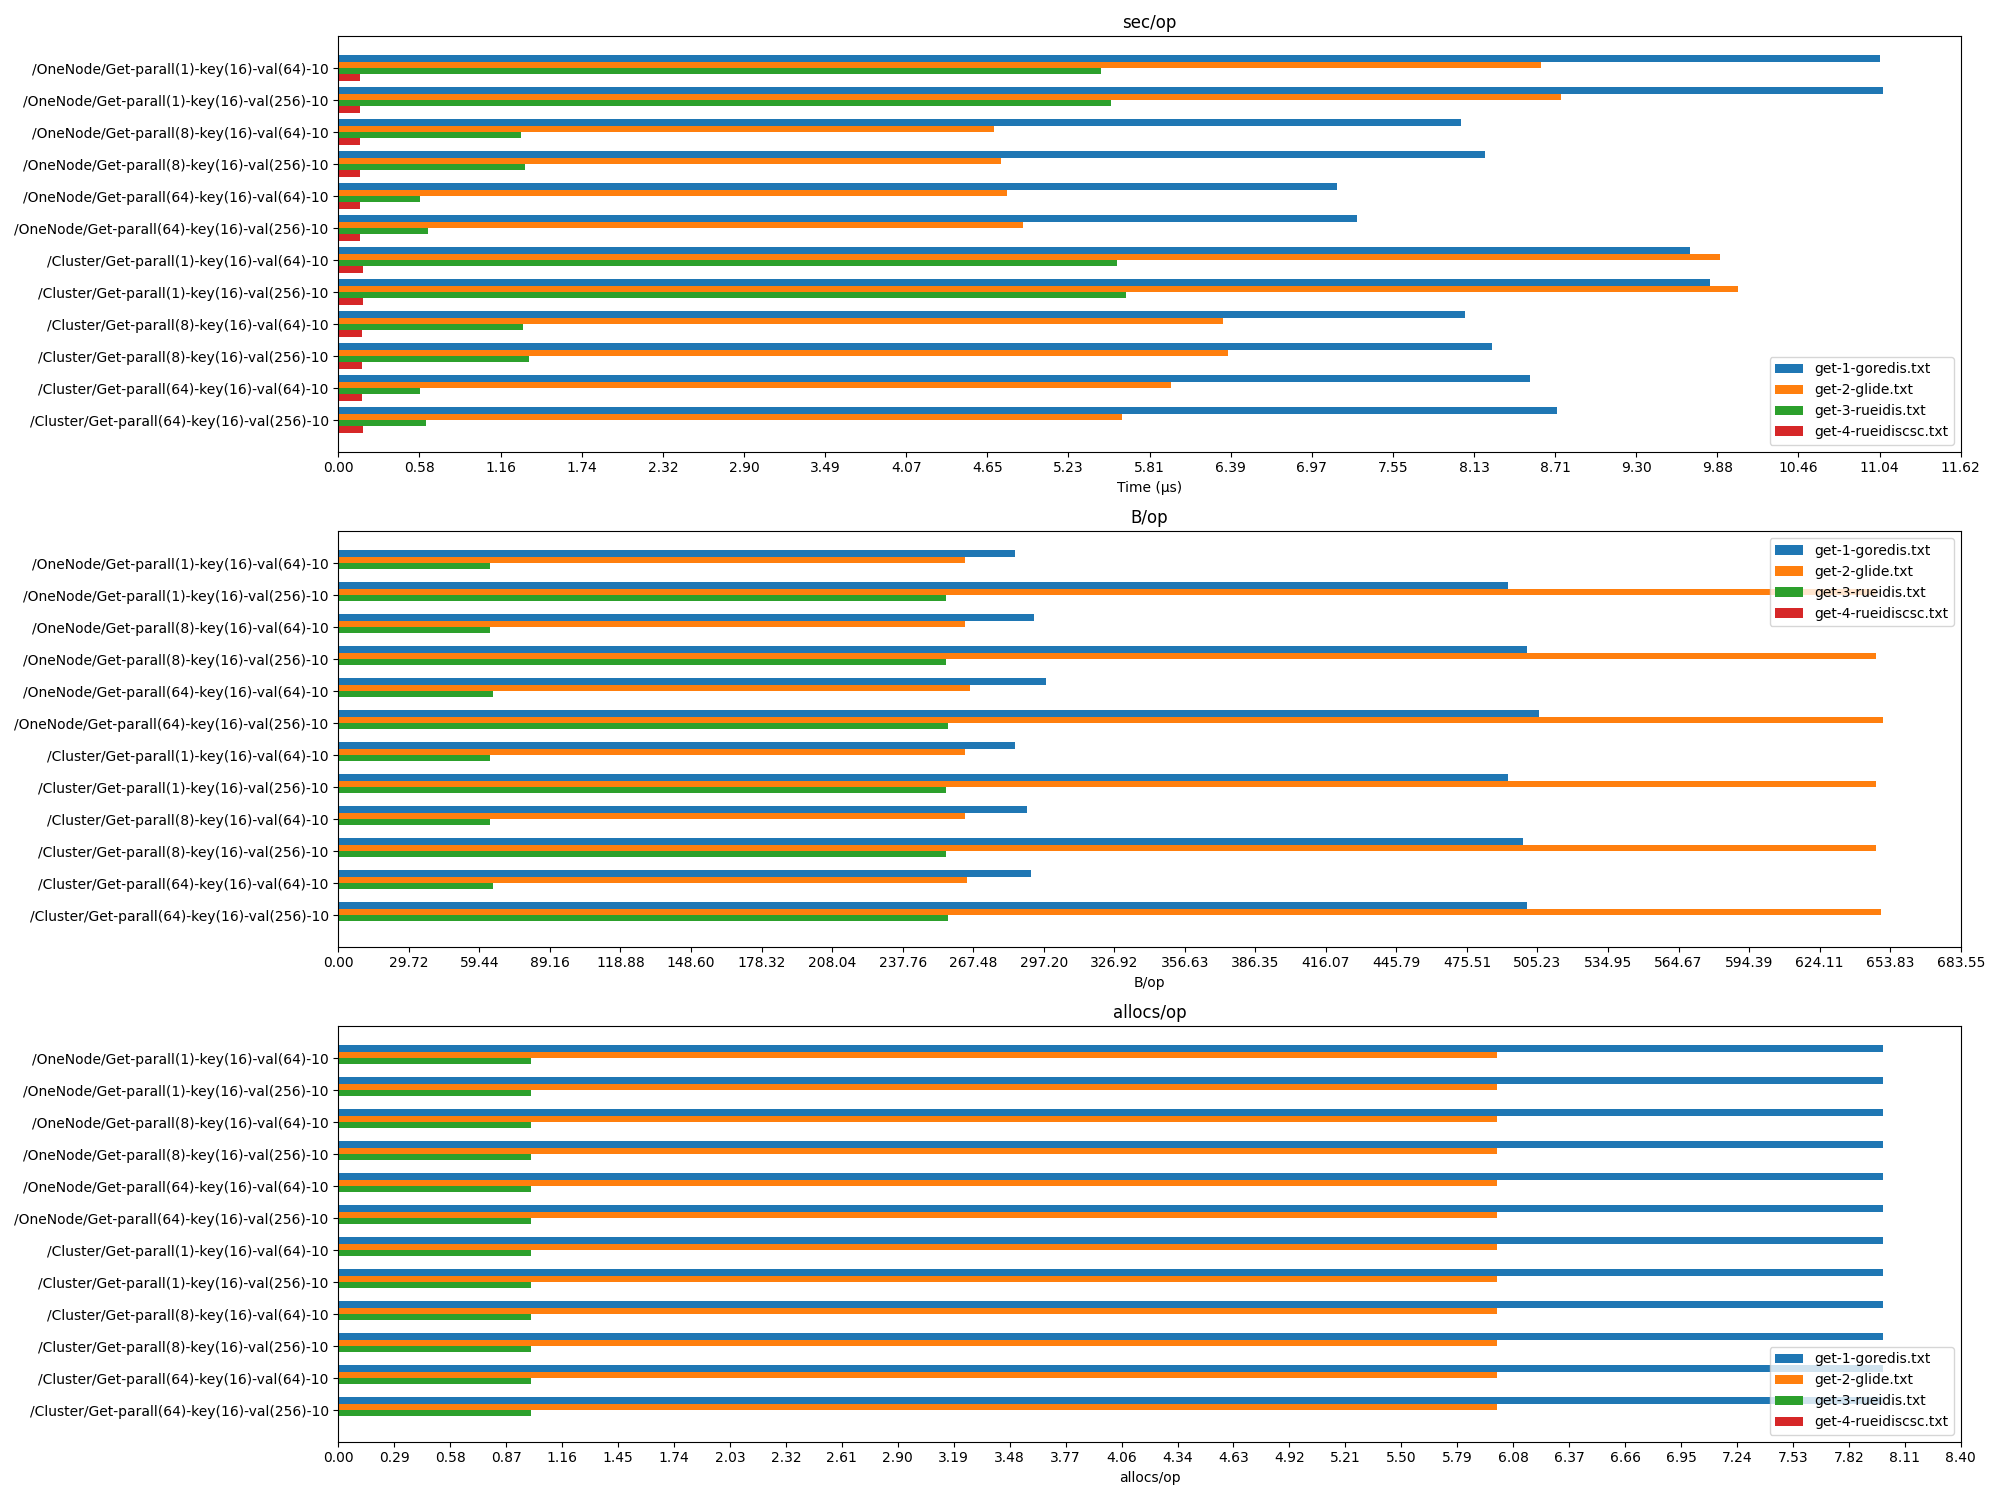 sec/op
/OneNode/Get-parall(1)-key(16)-val(64)-10
/OneNode/Get-parall(1)-key(16)-val(256)-10
/OneNode/Get-parall(8)-key(16)-val(64)-10
/OneNode/Get-parall(8)-key(16)-val(256)-10
/OneNode/Get-parall(64)-key(16)-val(64)-10
/OneNode/Get-parall(64)-key(16)-val(256)-10
/Cluster/Get-parall(1)-key(16)-val(64)-10
/Cluster/Get-parall(1)-key(16)-val(256)-10
/Cluster/Get-parall(8)-key(16)-val(64)-10
/Cluster/Get-parall(8)-key(16)-val(256)-10
/Cluster/Get-parall(64)-key(16)-val(64)-10
/Cluster/Get-parall(64)-key(16)-val(256)-10
get-1-goredis.txt
get-2-glide.txt
get-3-rueidis.txt
get-4-rueidiscsc.txt
0.00 0.58 1.16 1.74 2.32 2.90 3.49 4.07 4.65 5.23 5.81 6.39 6.97 7.55 8.13 8.71 9.30 9.88 10.46 11.04 11.62
Time (µs)
B/op
/OneNode/Get-parall(1)-key(16)-val(64)-10
/OneNode/Get-parall(1)-key(16)-val(256)-10
/OneNode/Get-parall(8)-key(16)-val(64)-10
/OneNode/Get-parall(8)-key(16)-val(256)-10
/OneNode/Get-parall(64)-key(16)-val(64)-10
/OneNode/Get-parall(64)-key(16)-val(256)-10
/Cluster/Get-parall(1)-key(16)-val(64)-10
/Cluster/Get-parall(1)-key(16)-val(256)-10
/Cluster/Get-parall(8)-key(16)-val(64)-10
/Cluster/Get-parall(8)-key(16)-val(256)-10
/Cluster/Get-parall(64)-key(16)-val(64)-10
/Cluster/Get-parall(64)-key(16)-val(256)-10
get-1-goredis.txt
get-2-glide.txt
get-3-rueidis.txt
get-4-rueidiscsc.txt
0.00 29.72 59.44 89.16 118.88 148.60 178.32 208.04 237.76 267.48 297.20 326.92 356.63 386.35 416.07 445.79 475.51 505.23 534.95 564.67 594.39 624.11 653.83 683.55
B/op
allocs/op
/OneNode/Get-parall(1)-key(16)-val(64)-10
/OneNode/Get-parall(1)-key(16)-val(256)-10
/OneNode/Get-parall(8)-key(16)-val(64)-10
/OneNode/Get-parall(8)-key(16)-val(256)-10
/OneNode/Get-parall(64)-key(16)-val(64)-10
/OneNode/Get-parall(64)-key(16)-val(256)-10
/Cluster/Get-parall(1)-key(16)-val(64)-10
/Cluster/Get-parall(1)-key(16)-val(256)-10
/Cluster/Get-parall(8)-key(16)-val(64)-10
/Cluster/Get-parall(8)-key(16)-val(256)-10
/Cluster/Get-parall(64)-key(16)-val(64)-10
/Cluster/Get-parall(64)-key(16)-val(256)-10
get-1-goredis.txt
get-2-glide.txt
get-3-rueidis.txt
get-4-rueidiscsc.txt
0.00 0.29 0.58 0.87 1.16 1.45 1.74 2.03 2.32 2.61 2.90 3.19 3.48 3.77 4.06 4.34 4.63 4.92 5.21 5.50 5.79 6.08 6.37 6.66 6.95 7.24 7.53 7.82 8.11 8.40
allocs/op